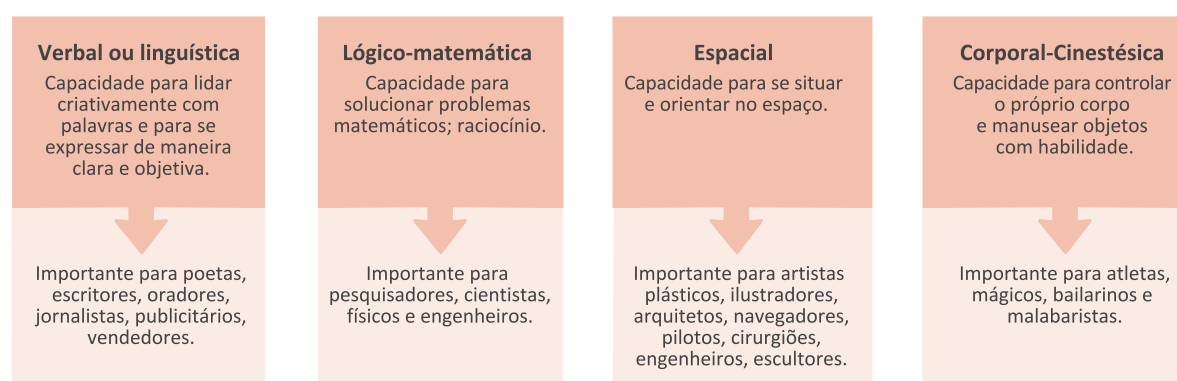 Verbal ou linguística
Capacidade para lidar
criativamente com
palavras e para se
expressar de maneira
clara e objetiva.
Importante para poetas,
escritores, oradores,
jornalistas, publicitários,
vendedores.
Lógico-matemática
Capacidade para
solucionar problemas
matemáticos; raciocínio.
Importante para
pesquisadores, cientistas,
físicos e engenheiros.
Espacial
Capacidade para se situar
e orientar no espaço.
Importante para artistas
plásticos, ilustradores,
arquitetos, navegadores,
pilotos, cirurgiões,
engenheiros, escultores.
Corporal-Cinestésica
Capacidade para controlar
o próprio corpo
e manusear objetos
com habilidade.
Importante para atletas,
mágicos, bailarinos e
malabaristas.